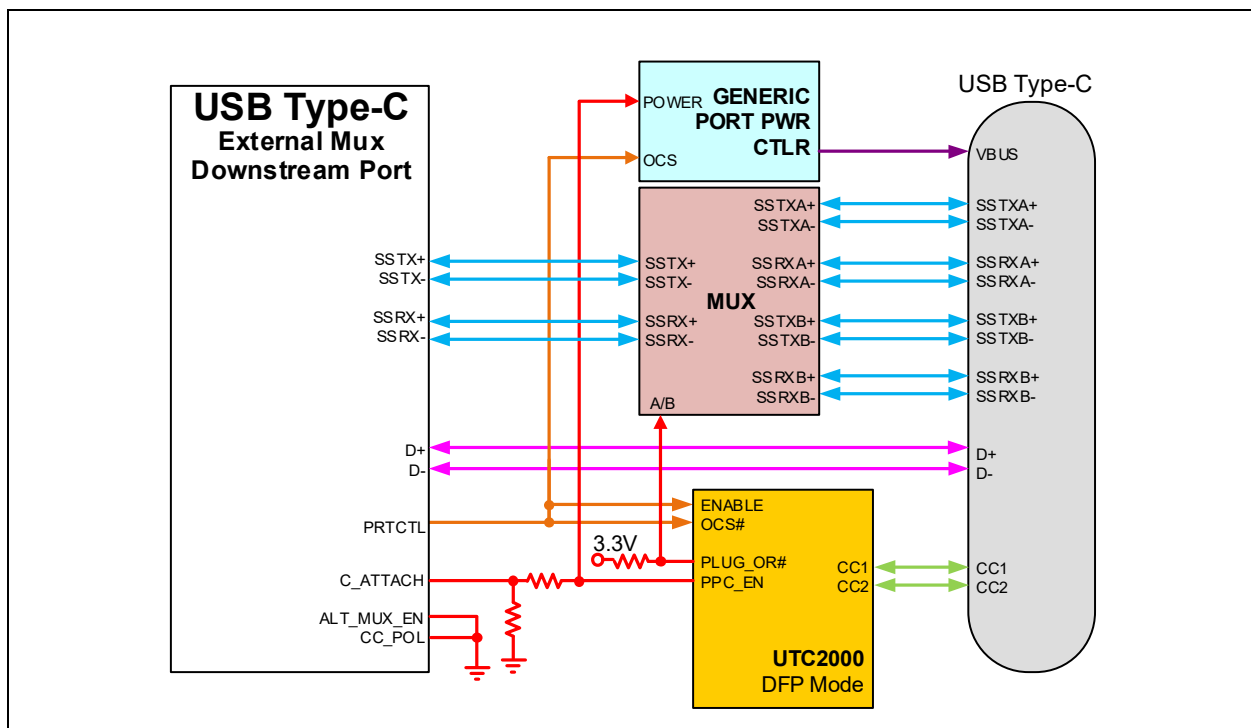 USB Type-C
External Mux
Downstream Port
SSTX+
SSTX-
SSRX+
SSRX-
D+
D-
PRTCTL
C_ATTACH
ALT_MUX_EN
CC_POL
POWER
OCS
GENERIC
PORT PWR
CTLR
SSTX+
SSTX-
SSRX+
SSRX-
MUX
A/B
SSTXA+
SSTXA-
SSRXA+
SSRXA-
SSTXB+
SSTXB-
SSRXB+
SSRXB-
3.3V
ENABLE
OCS#
PLUG_OR#
PPC_EN
CC1
CC2
UTC2000
DFP Mode
USB Type-C
VBUS
SSTXA+
SSTXA-
SSRXA+
SSRXA-
SSTXB+
SSTXB-
SSRXB+
SSRXB-
D+
D-
CC1
CC2